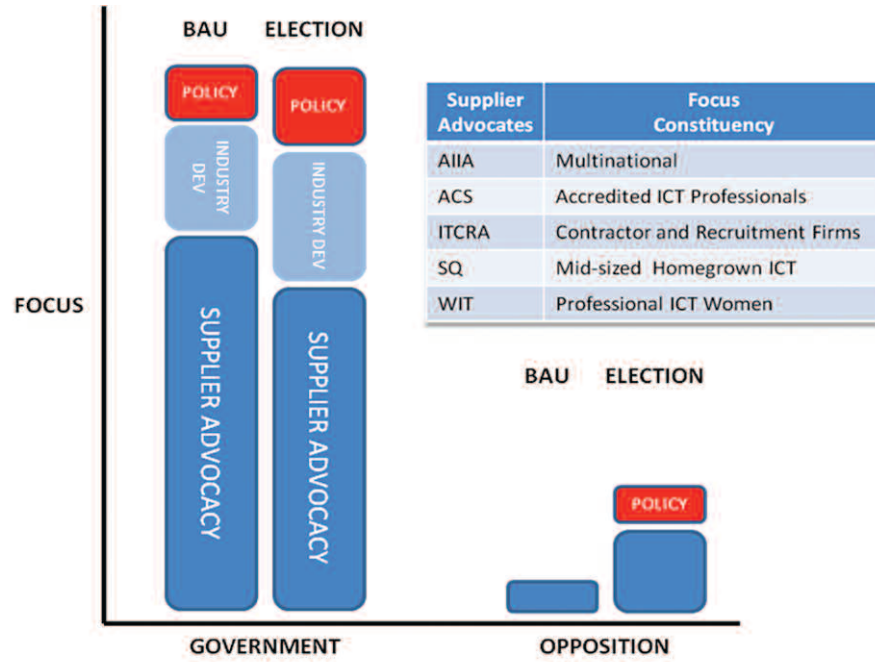 BAU ELECTION
POLICY
POLICY
INDUSTRY
DEV
INDUSTRY DEV
SUPPLIER ADVOCACY
SUPPLIER ADVOCACY
FOCUS
Supplier Advocates Focus Constituency
AIIA Multinational
ACS Accredited ICT Professionals
ITCRA Contractor and Recruitment Firms
SQ Mid-sized Homegrown ICT
WIT Professional ICT Women
BAU ELECTION
POLICY
GOVERNMENT OPPOSITION